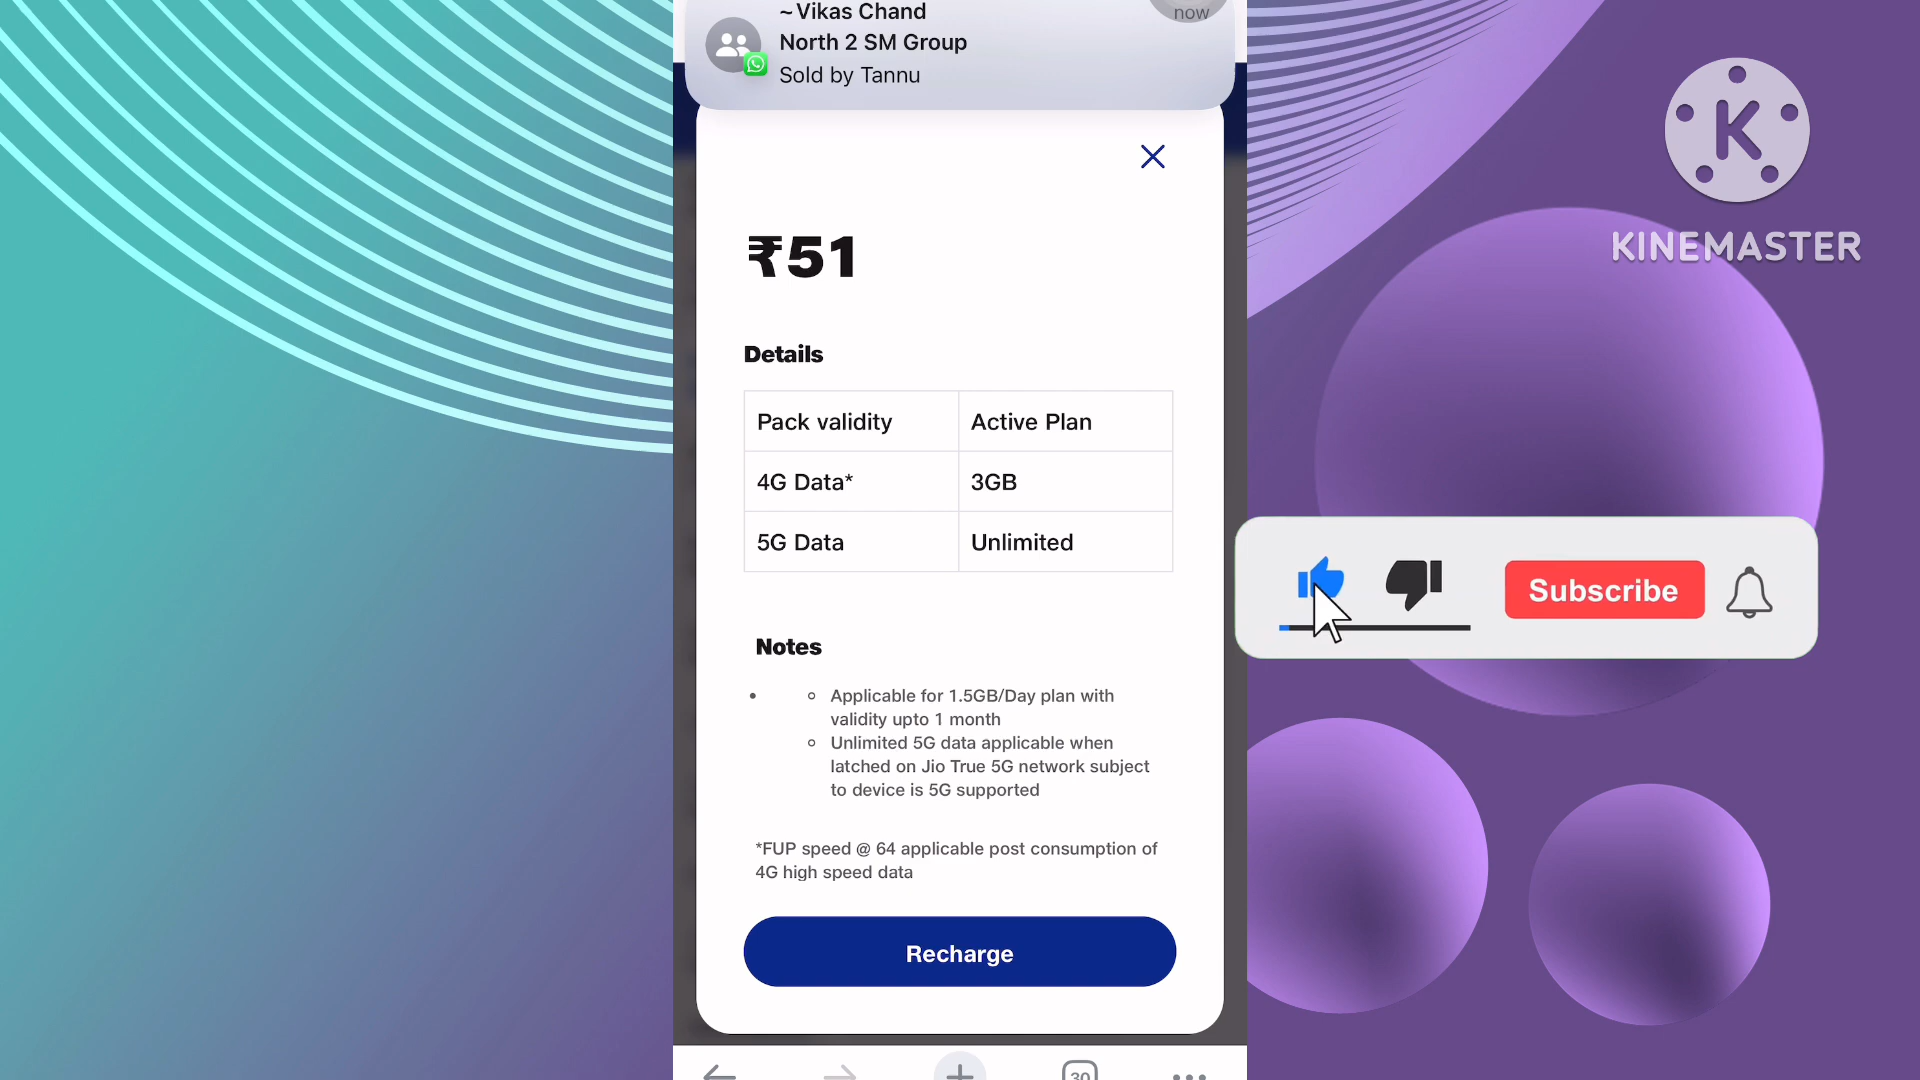 ~Vikas Chand
now
North 2 SM Group
Sold by Tannu
₹51
Details
Pack validity Active Plan
4G Data* 3GB
5G Data Unlimited
Notes
Applicable for 1.5GB/Day plan with
validity upto 1 month
Unlimited 5G data applicable when
latched on Jio True 5G network subject
to device is 5G supported
*FUP speed @ 64 applicable post consumption of
4G high speed data
Recharge
30
K
KINEMASTER
Subscribe